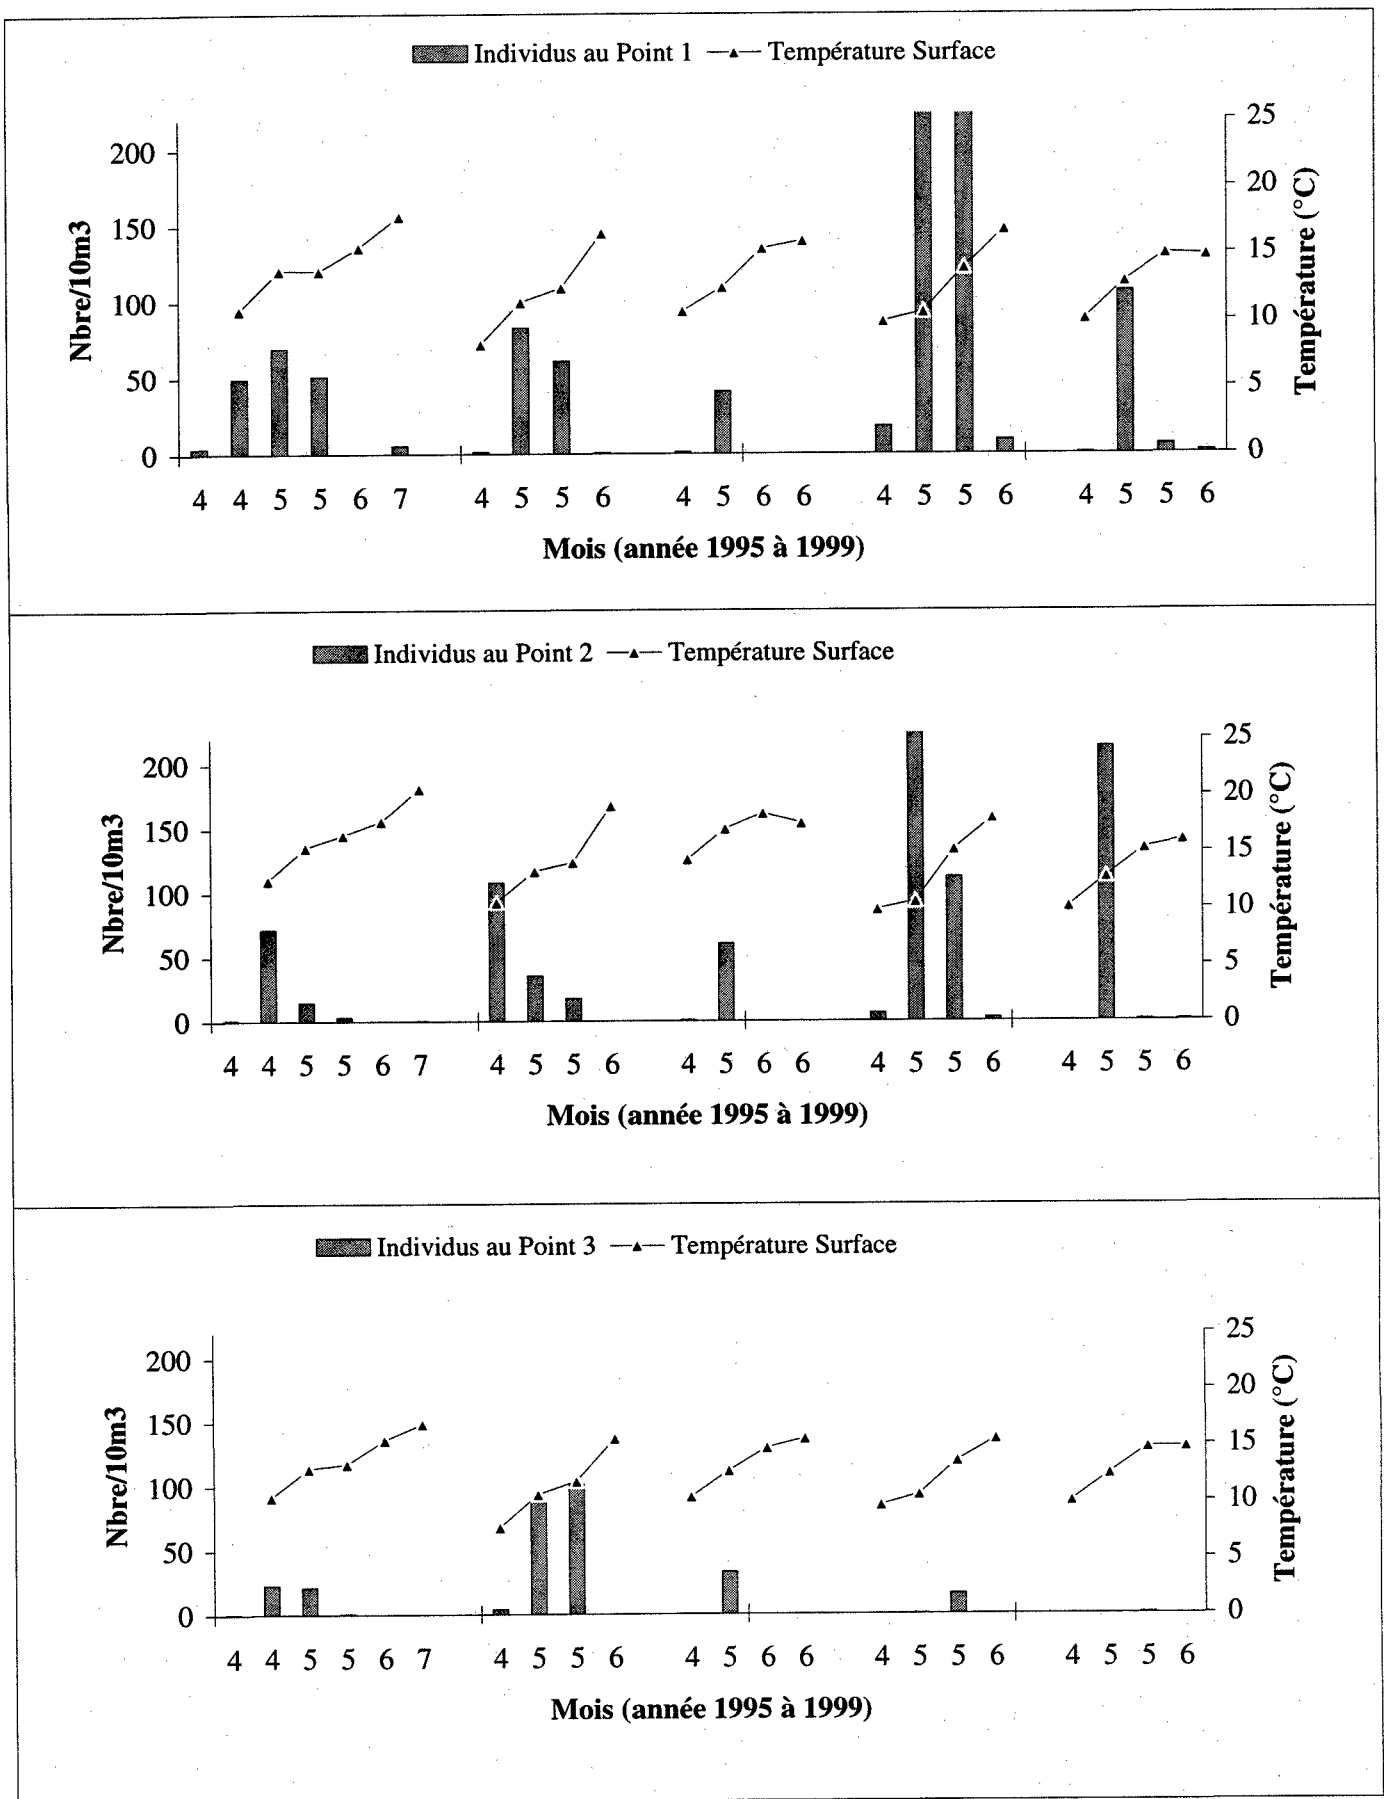 Individus au Point 1 Température Surface
25
200
20
150
15
100
10
50
5
0
0
Nbre/10m3
Température (°C)
4 4 5 5 6 7 4 5 5 6 4 5 6 6 4 5 5 6 4 5 5 6
Mois (année 1995 à 1999)
Individus au Point 2 Température Surface
25
200
20
150
15
100
10
50
5
0
0
Nbre/10m3
Température (°C)
4 4 5 5 6 7 4 5 5 6 4 5 6 6 4 5 5 6 4 5 5 6
Mois (année 1995 à 1999)
Individus au Point 3 Température Surface
25
200
20
150
15
100
10
50
5
0
0
Nbre/10m3
Température (°C)
4 4 5 5 6 7 4 5 5 6 4 5 6 6 4 5 5 6 4 5 5 6
Mois (année 1995 à 1999)